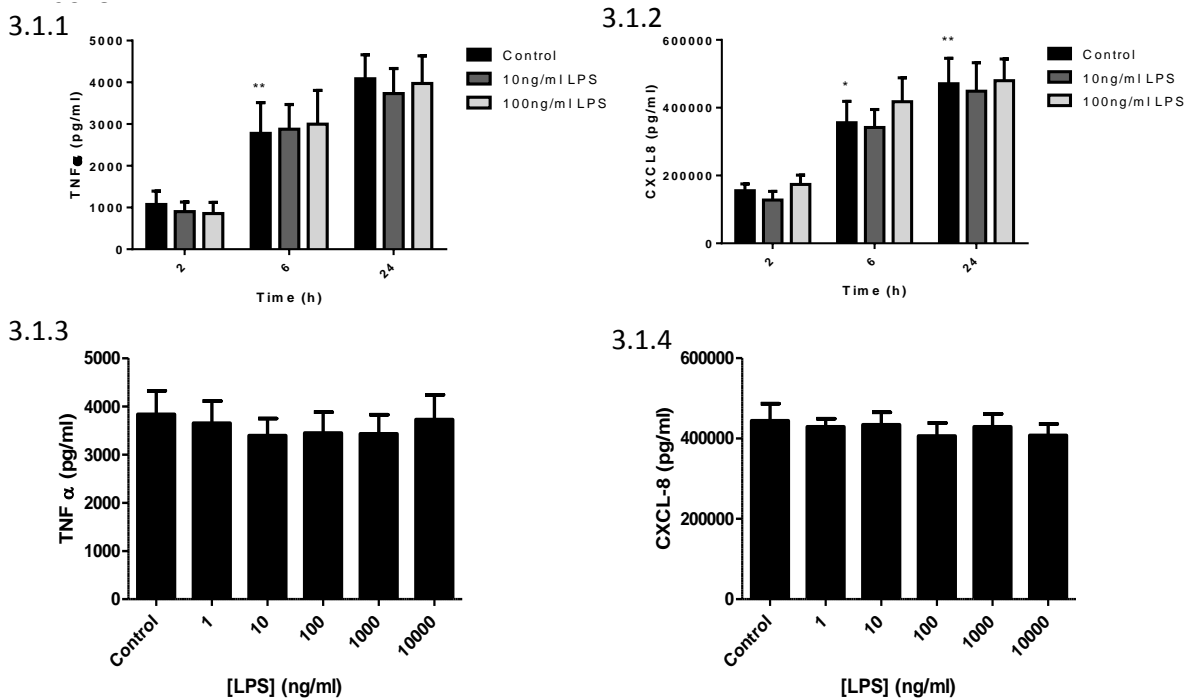 3.1.1
5000
4000
3000
2000
1000
0
TNFα (pg/ml)
**
2
6
24
Time (h)
Control
10ng/ml LPS
100ng/ml LPS
3.1.2
600000
400000
200000
0
CXCL8 (pg/ml)
*
**
2
6
24
Time (h)
Control
10ng/ml LPS
100ng/ml LPS
3.1.3
5000
4000
3000
2000
1000
0
TNF α (pg/ml)
Control
1
10
100
1000
10000
[LPS] (ng/ml)
3.1.4
600000
400000
200000
0
CXCL-8 (pg/ml)
Control
1
10
100
1000
10000
[LPS] (ng/ml)